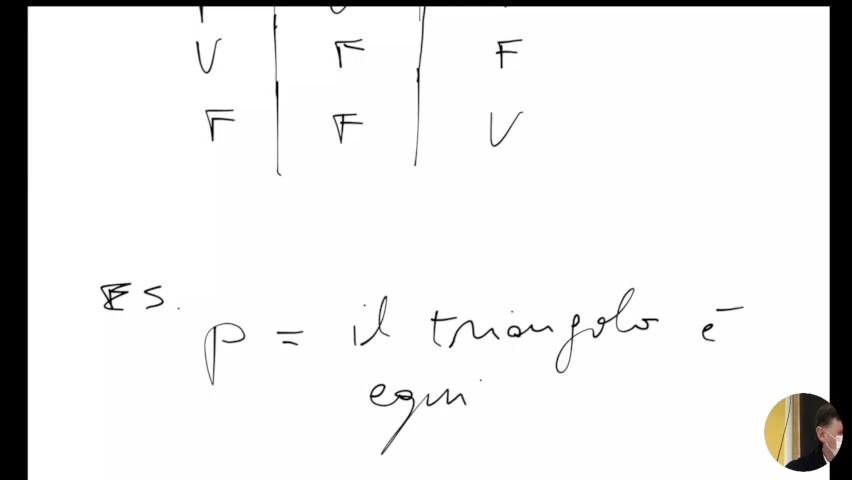 V F F
F F V
ES.
p = il triangolo è
equi